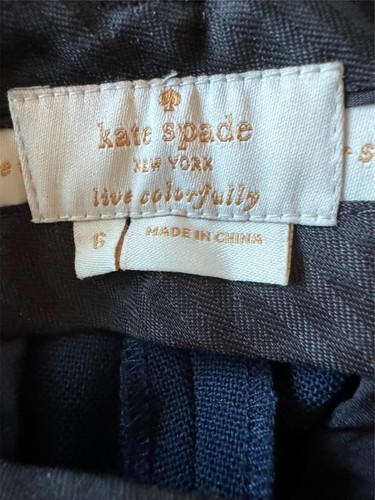 kate spade
NEW YORK
live colorfully
6
MADE IN CHINA